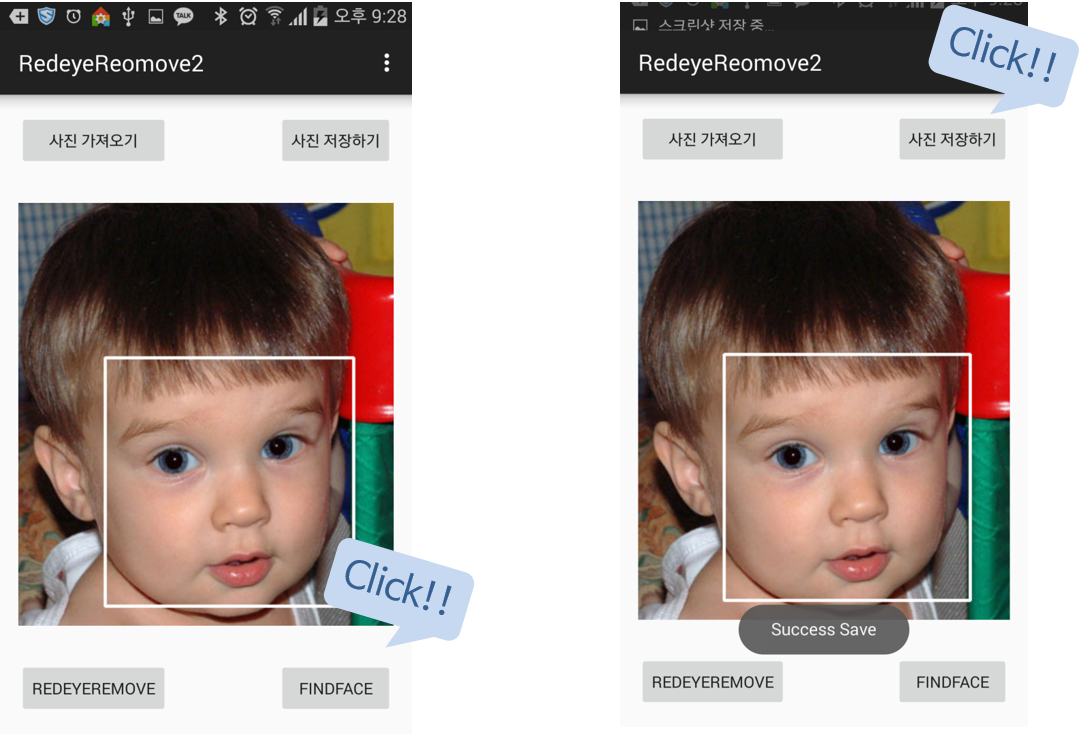 TALK
오후 9:28
RedeyeReomove2
사진 가져오기
사진 저장하기
Click!!
REDEYEREMOVE
FINDFACE
스크린샷 저장 중...
Click!!
RedeyeReomove2
사진 가져오기
사진 저장하기
Success Save
REDEYEREMOVE
FINDFACE